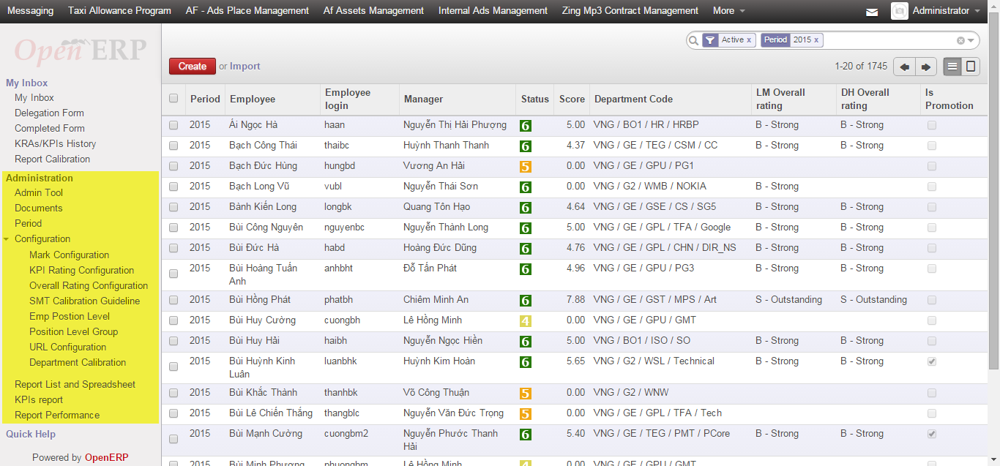 Messaging Taxi Allowance Program AF - Ads Place Management Af Assets Management Internal Ads Management Zing Mp3 Contract Management More Administrator
Open ERP
My Inbox
My Inbox
Delegation Form
Completed Form
KRAs/KPIs History
Report Calibration
Administration
Admin Tool
Documents
Period
Configuration
Mark Configuration
KPI Rating Configuration
Overall Rating Configuration
SMT Calibration Guideline
Emp Postion Level
Position Level Group
URL Configuration
Department Calibration
Report List and Spreadsheet
KPIs report
Report Performance
Quick Help
Powered by OpenERP
Active x Period 2015 x
Create or Import 1-20 of 1745
Period Employee Employee login Manager Status Score Department Code LM Overall rating DH Overall rating Is Promotion
2015 Ái Ngọc Hà haan Nguyễn Thị Hải Phượng 6 5.00 VNG / BO1 / HR / HRBP B - Strong B - Strong
2015 Bạch Công Thái thaibc Huỳnh Thanh Thanh 6 4.37 VNG / GE / TEG / CSM / CC B - Strong B - Strong
2015 Bạch Đức Hùng hungbd Vương An Hải 5 0.00 VNG / GE / GPU / PG1
2015 Bạch Long Vũ vubl Nguyễn Thái Sơn 6 0.00 VNG / G2 / WMB / NOKIA B - Strong
2015 Bành Kiến Long longbk Quang Tôn Hạo 6 4.64 VNG / GE / GSE / CS / SG5 B - Strong B - Strong
2015 Bùi Công Nguyên nguyenbc Nguyễn Thành Long 6 5.00 VNG / GE / GPL / TFA / Google B - Strong B - Strong
2015 Bùi Đức Hà habd Hoàng Đức Dũng 6 4.76 VNG / GE / GPL / CHN / DIR_NS B - Strong B - Strong
2015 Bùi Hoàng Tuấn Anh anhbht Đỗ Tấn Phát 6 4.96 VNG / GE / GPU / PG3 B - Strong B - Strong
2015 Bùi Hồng Phát phatbh Chiêm Minh An 6 7.88 VNG / GE / GST / MPS / Art S - Outstanding S - Outstanding
2015 Bùi Huy Cường cuongbh Lê Hồng Minh 4 0.00 VNG / GE / GPU / GMT
2015 Bùi Huy Hải haibh Nguyễn Ngọc Hiền 6 5.00 VNG / BO1 / ISO / SO B - Strong B - Strong
2015 Bùi Huỳnh Kinh Luân luanbhk Huỳnh Kim Hoàn 6 5.65 VNG / G2 / WSL / Technical B - Strong B - Strong
2015 Bùi Khắc Thành thanhbk Võ Công Thuận 5 0.00 VNG / G2 / WNW
2015 Bùi Lê Chiến Thắng thangblc Nguyễn Văn Đức Trọng 5 0.00 VNG / GE / GPL / TFA / Tech
2015 Bùi Mạnh Cường cuongbm2 Nguyễn Phước Thanh Hải 6 5.40 VNG / GE / TEG / PMT / PCore B - Strong B - Strong
2015 Bùi Minh Phương phuongbm Lê Hồng Minh 4 0.00 VNG / GE / GPU / GMT